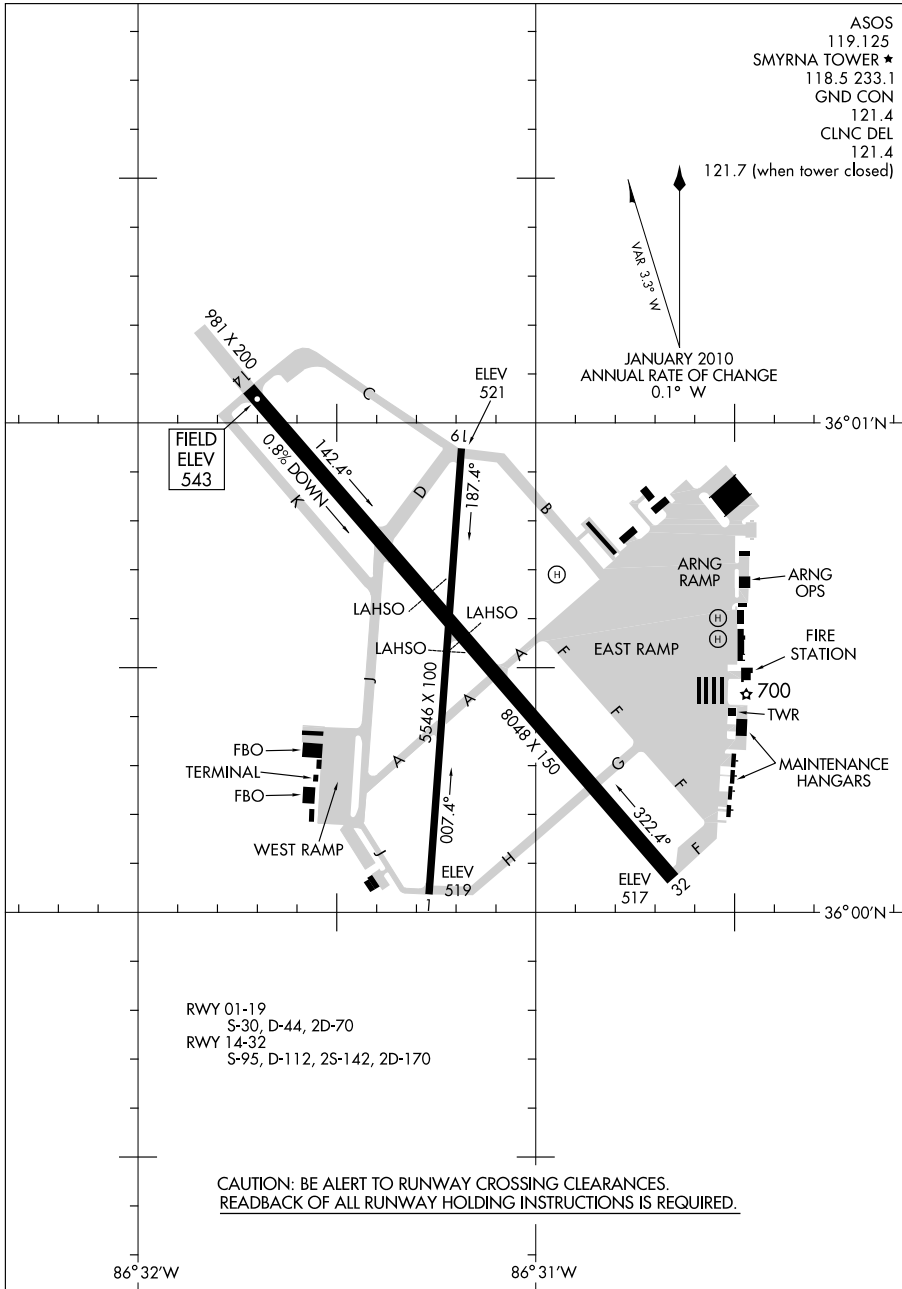 ASOS
119.125
SMYRNA TOWER ★
118.5 233.1
GND CON
121.4
CLNC DEL
121.4
121.7 (when tower closed)
VAR 3.3° W
JANUARY 2010
ANNUAL RATE OF CHANGE
0.1° W
981 X 200
14
C
ELEV
521
36°01'N
FIELD
ELEV
543
0.8% DOWN
142.4°
19
187.4°
K
D
B
H
ARNG
RAMP
ARNG
OPS
LAHSO
LAHSO
LAHSO
H
H
FIRE
STATION
A
F
EAST RAMP
700
TWR
J
5546 X 100
A
8048 X 150
F
FBO
TERMINAL
FBO
A
G
F
MAINTENANCE
HANGARS
WEST RAMP
007.4°
322.4°
J
H
F
ELEV
519
1
ELEV
517
32
36°00'N
RWY 01-19
S-30, D-44, 2D-70
RWY 14-32
S-95, D-112, 2S-142, 2D-170
CAUTION: BE ALERT TO RUNWAY CROSSING CLEARANCES.
READBACK OF ALL RUNWAY HOLDING INSTRUCTIONS IS REQUIRED.
86°32'W
86°31'W